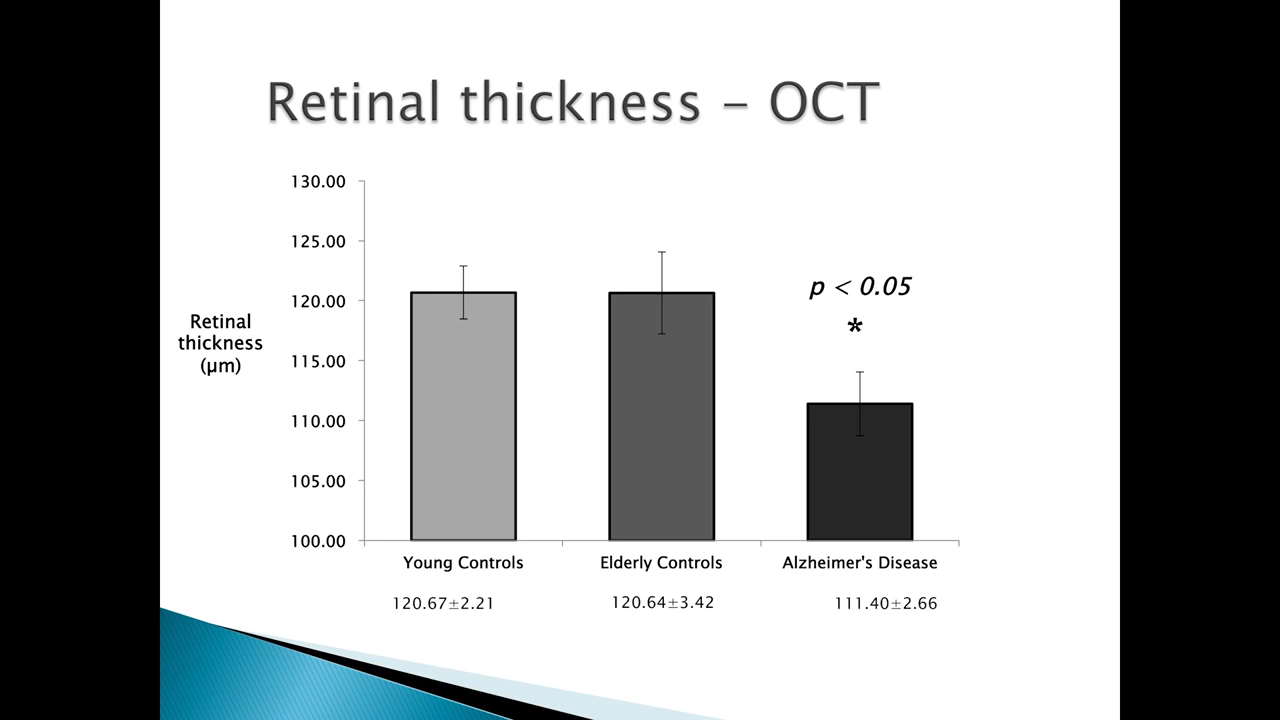 Retinal thickness – OCT
130.00
125.00
120.00
115.00
110.00
105.00
100.00
Retinal
thickness
(μm)
p < 0.05
*
Young Controls
Elderly Controls
Alzheimer's Disease
120.67±2.21
120.64±3.42
111.40±2.66